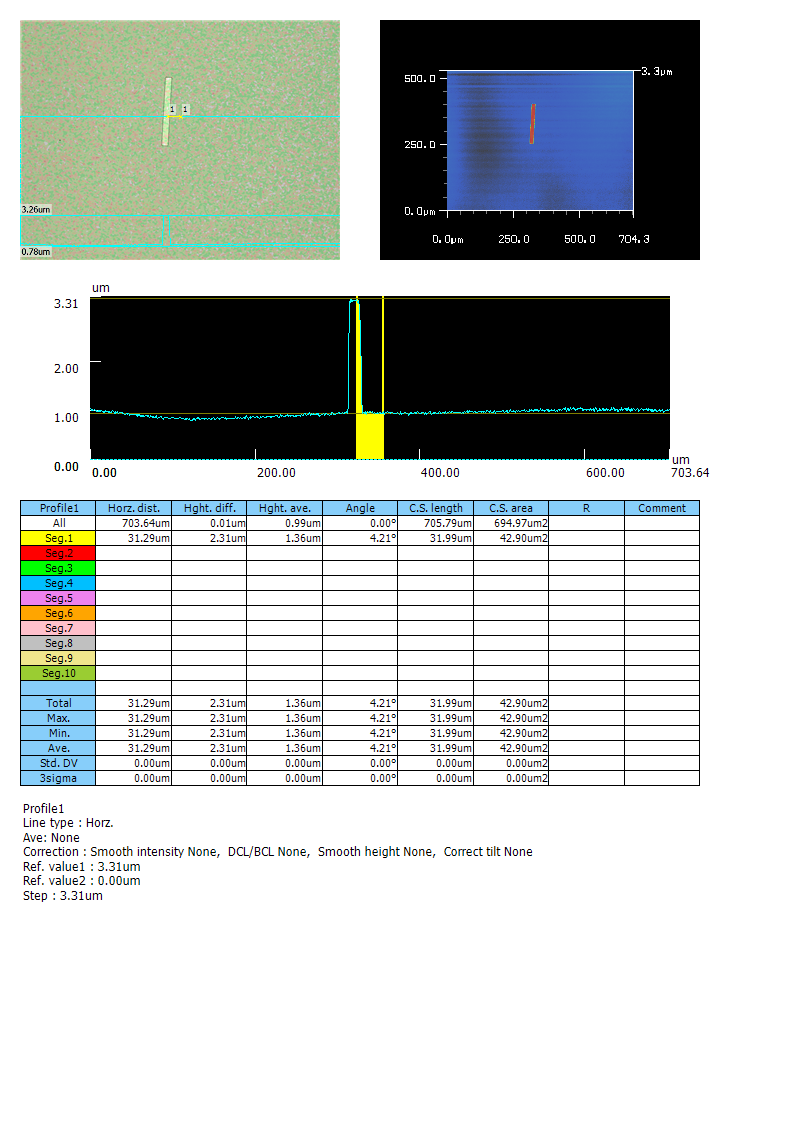 1 1
3.26um
0.78um
3.3μm
500.0
250.0
0.0μm
0.0μm 250.0 500.0 704.3
um
3.31
2.00
1.00
0.00
0.00 200.00 400.00 600.00 703.64
um
Profile1 Horz. dist. Hght. diff. Hght. ave. Angle C.S. length C.S. area R Comment
All 703.64um 0.01um 0.99um 0.00° 705.79um 694.97um2
Seg.1 31.29um 2.31um 1.36um 4.21° 31.99um 42.90um2
Seg.2
Seg.3
Seg.4
Seg.5
Seg.6
Seg.7
Seg.8
Seg.9
Seg.10
Total 31.29um 2.31um 1.36um 4.21° 31.99um 42.90um2
Max. 31.29um 2.31um 1.36um 4.21° 31.99um 42.90um2
Min. 31.29um 2.31um 1.36um 4.21° 31.99um 42.90um2
Ave. 31.29um 2.31um 1.36um 4.21° 31.99um 42.90um2
Std. DV 0.00um 0.00um 0.00um 0.00° 0.00um 0.00um2
3sigma 0.00um 0.00um 0.00um 0.00° 0.00um 0.00um2
Profile1
Line type : Horz.
Ave: None
Correction : Smooth intensity None, DCL/BCL None, Smooth height None, Correct tilt None
Ref. value1 : 3.31um
Ref. value2 : 0.00um
Step : 3.31um